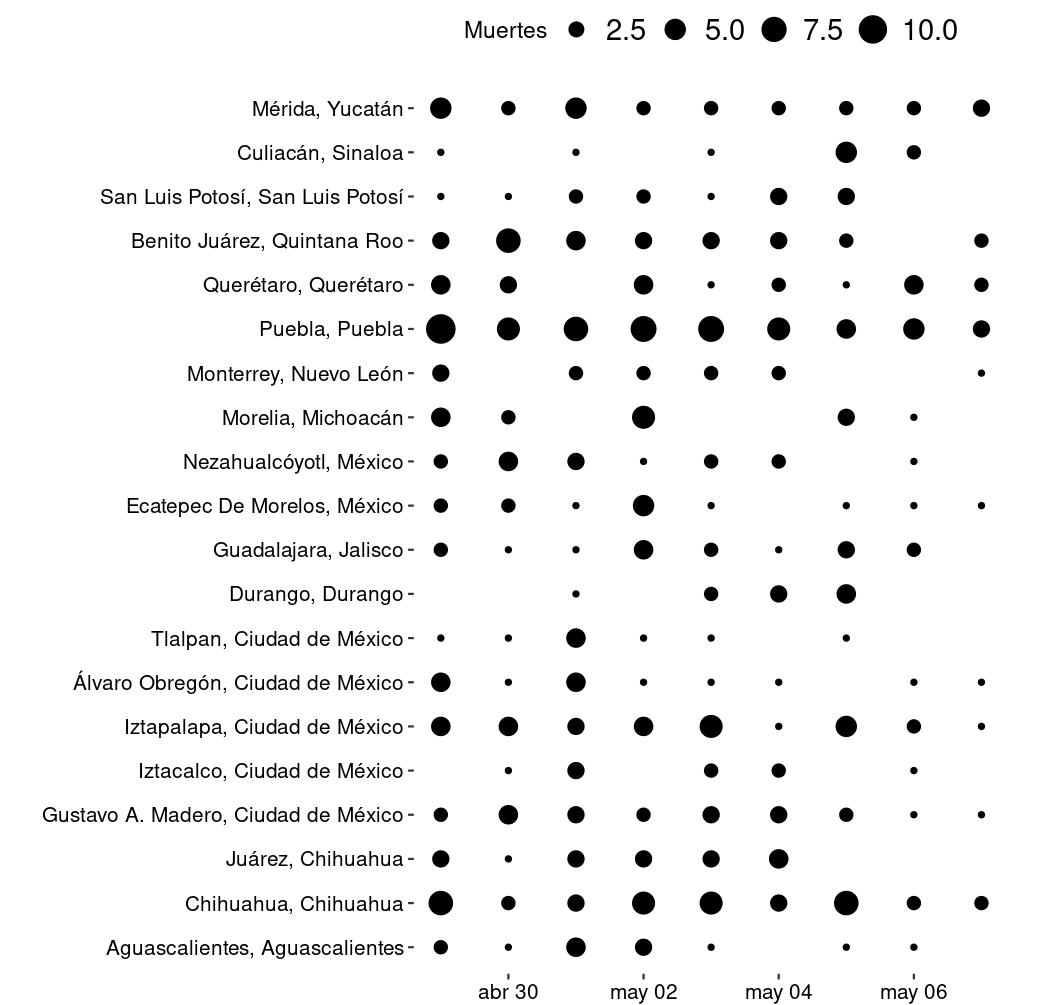 Muertes 2.5 5.0 7.5 10.0
Mérida, Yucatán
Culiacán, Sinaloa
San Luis Potosí, San Luis Potosí
Benito Juárez, Quintana Roo
Querétaro, Querétaro
Puebla, Puebla
Monterrey, Nuevo León
Morelia, Michoacán
Nezahualcóyotl, México
Ecatepec De Morelos, México
Guadalajara, Jalisco
Durango, Durango
Tlalpan, Ciudad de México
Álvaro Obregón, Ciudad de México
Iztapalapa, Ciudad de México
Iztacalco, Ciudad de México
Gustavo A. Madero, Ciudad de México
Juárez, Chihuahua
Chihuahua, Chihuahua
Aguascalientes, Aguascalientes
abr 30 may 02 may 04 may 06